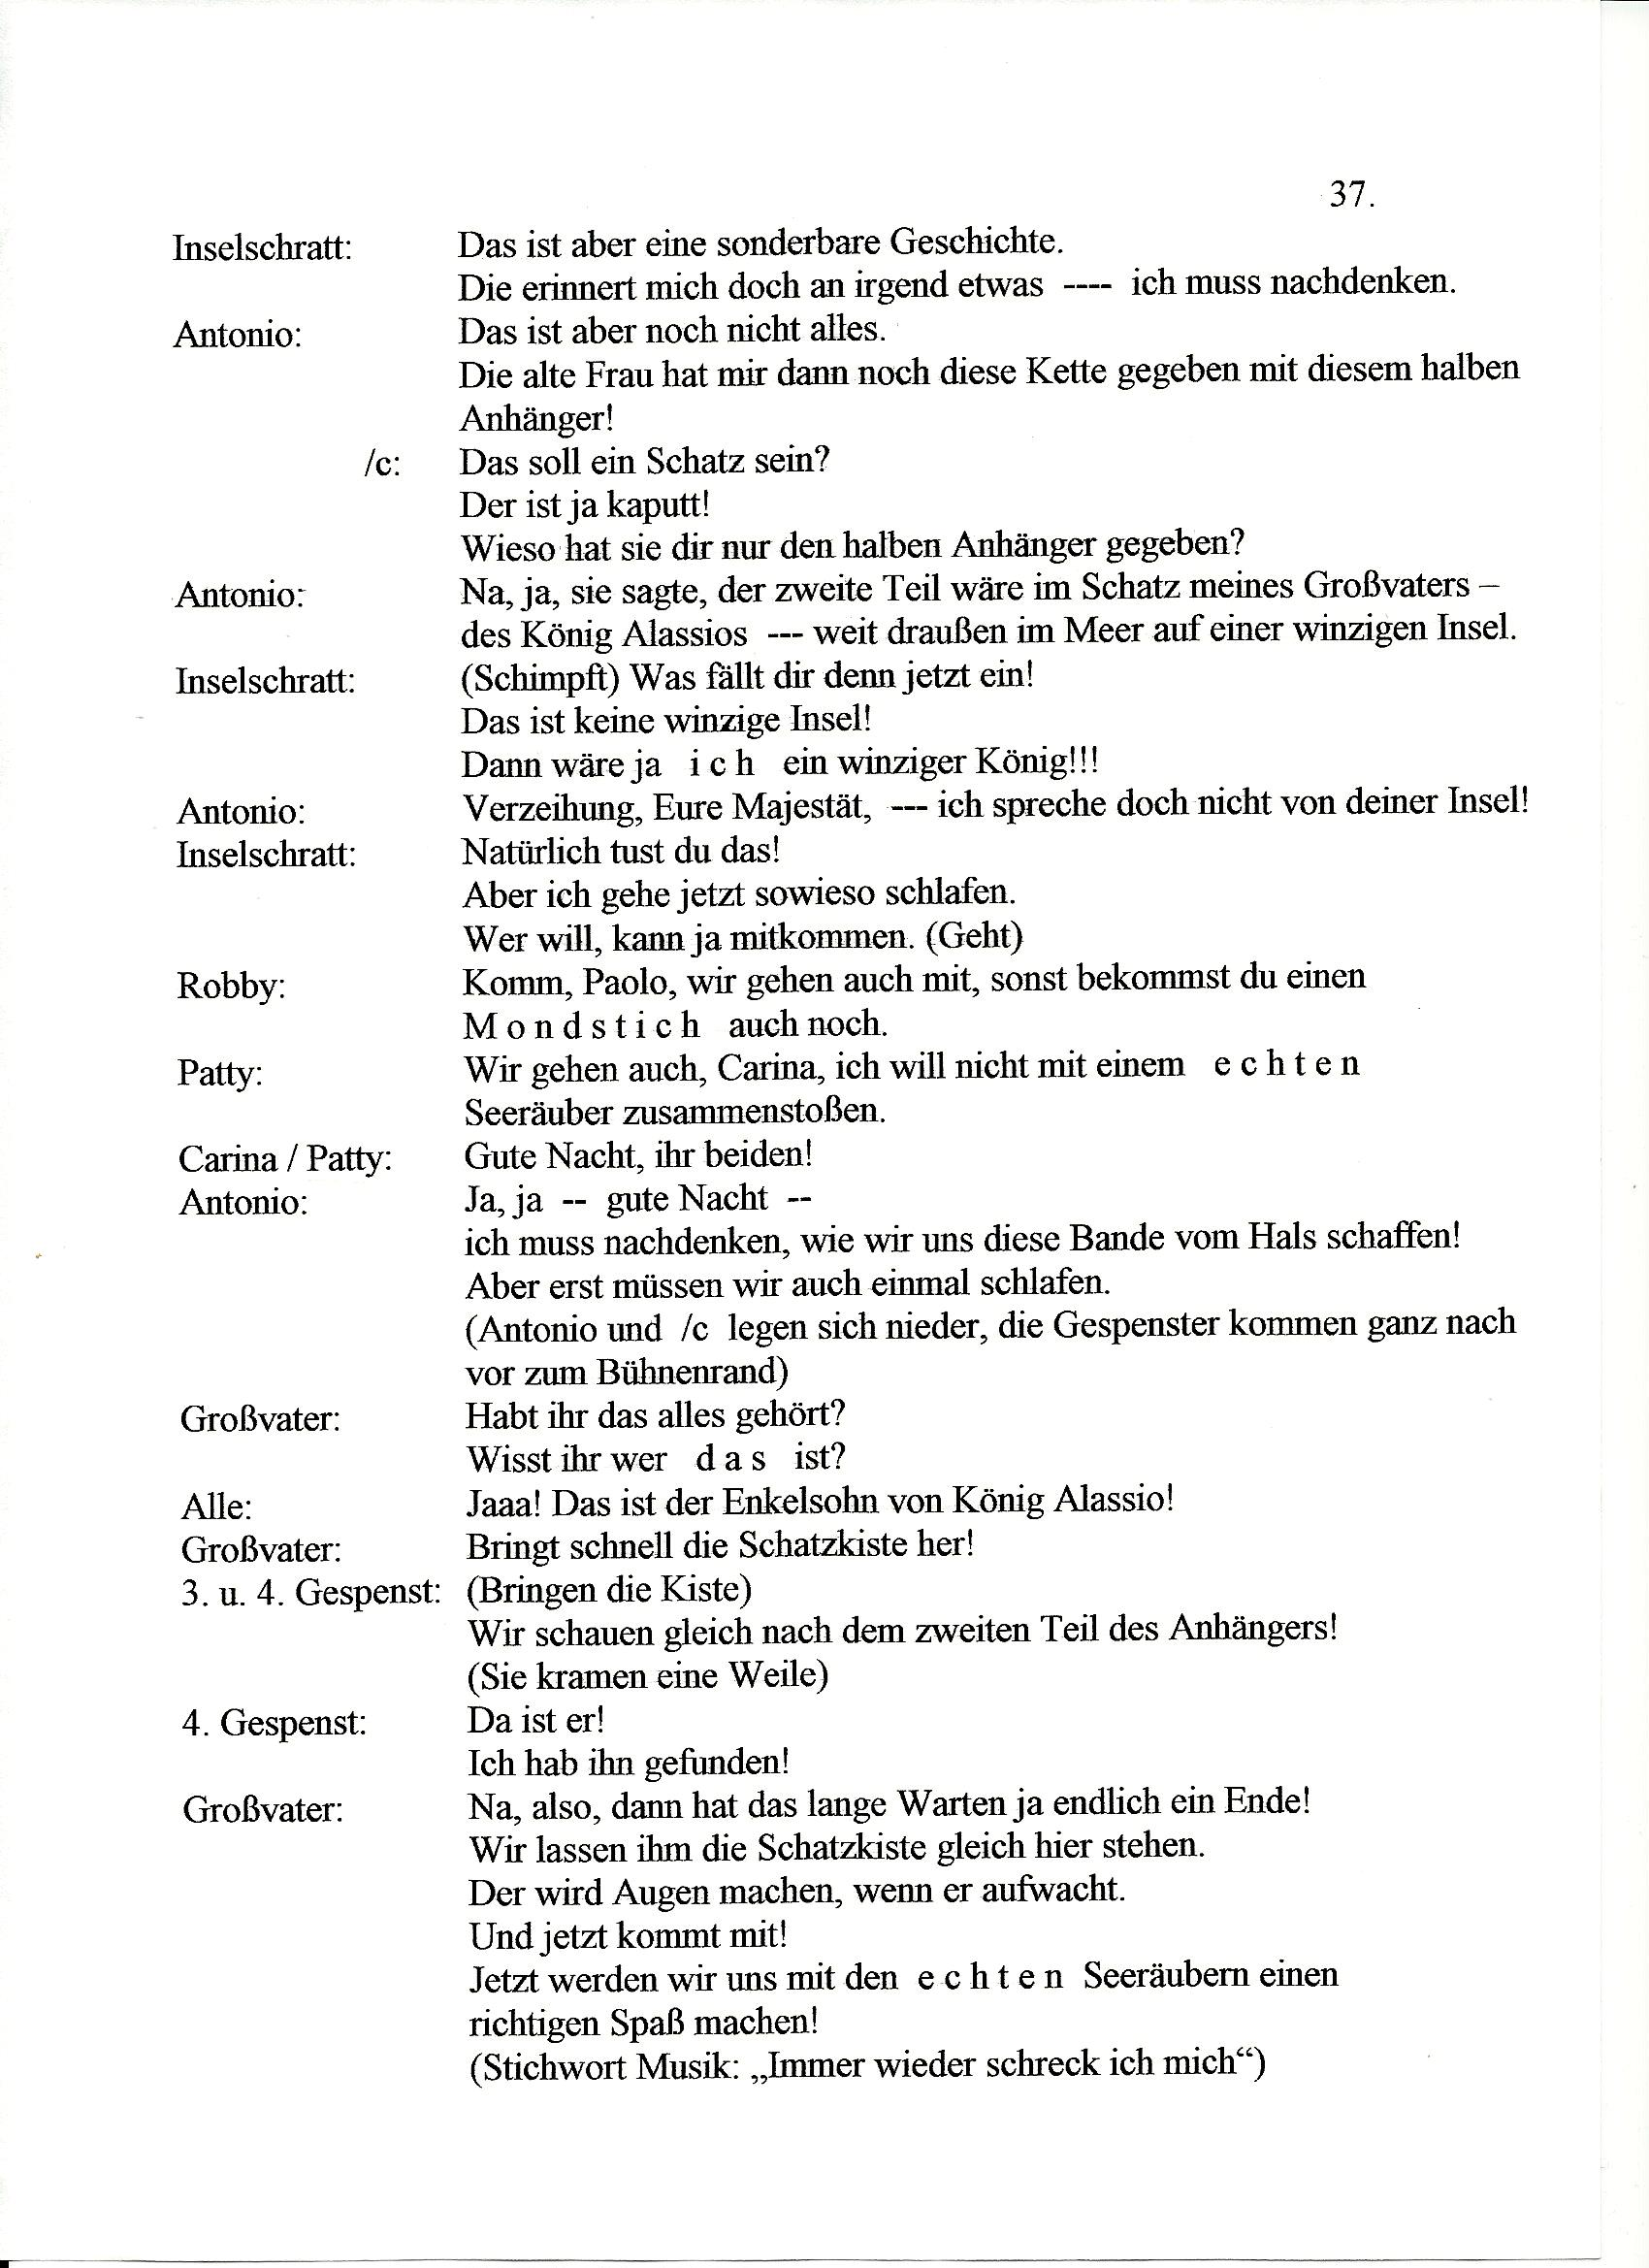 37.
Inselschratt: Das ist aber eine sonderbare Geschichte.
Die erinnert mich doch an irgend etwas ---- ich muss nachdenken.
Antonio: Das ist aber noch nicht alles.
Die alte Frau hat mir dann noch diese Kette gegeben mit diesem halben
Anhänger!
/c: Das soll ein Schatz sein?
Der ist ja kaputt!
Wieso hat sie dir nur den halben Anhänger gegeben?
Antonio: Na, ja, sie sagte, der zweite Teil wäre im Schatz meines Großvaters –
des König Alassios --- weit draußen im Meer auf einer winzigen Insel.
Inselschratt: (Schimpft) Was fällt dir denn jetzt ein!
Das ist keine winzige Insel!
Dann wäre ja i c h ein winziger König!!!
Antonio: Verzeihung, Eure Majestät, --- ich spreche doch nicht von deiner Insel!
Inselschratt: Natürlich tust du das!
Aber ich gehe jetzt sowieso schlafen.
Wer will, kann ja mitkommen. (Geht)
Robby: Komm, Paolo, wir gehen auch mit, sonst bekommst du einen
M o n d s t i c h auch noch.
Patty: Wir gehen auch, Carina, ich will nicht mit einem e c h t e n
Seeräuber zusammenstoßen.
Carina / Patty: Gute Nacht, ihr beiden!
Antonio: Ja, ja -- gute Nacht --
ich muss nachdenken, wie wir uns diese Bande vom Hals schaffen!
Aber erst müssen wir auch einmal schlafen.
(Antonio und /c legen sich nieder, die Gespenster kommen ganz nach
vor zum Bühnenrand)
Großvater: Habt ihr das alles gehört?
Wisst ihr wer d a s ist?
Alle: Jaaa! Das ist der Enkelsohn von König Alassio!
Großvater: Bringt schnell die Schatzkiste her!
3. u. 4. Gespenst: (Bringen die Kiste)
Wir schauen gleich nach dem zweiten Teil des Anhängers!
(Sie kramen eine Weile)
4. Gespenst: Da ist er!
Ich hab ihn gefunden!
Großvater: Na, also, dann hat das lange Warten ja endlich ein Ende!
Wir lassen ihm die Schatzkiste gleich hier stehen.
Der wird Augen machen, wenn er aufwacht.
Und jetzt kommt mit!
Jetzt werden wir uns mit den e c h t e n Seeräubern einen
richtigen Spaß machen!
(Stichwort Musik: „Immer wieder schreck ich mich“)